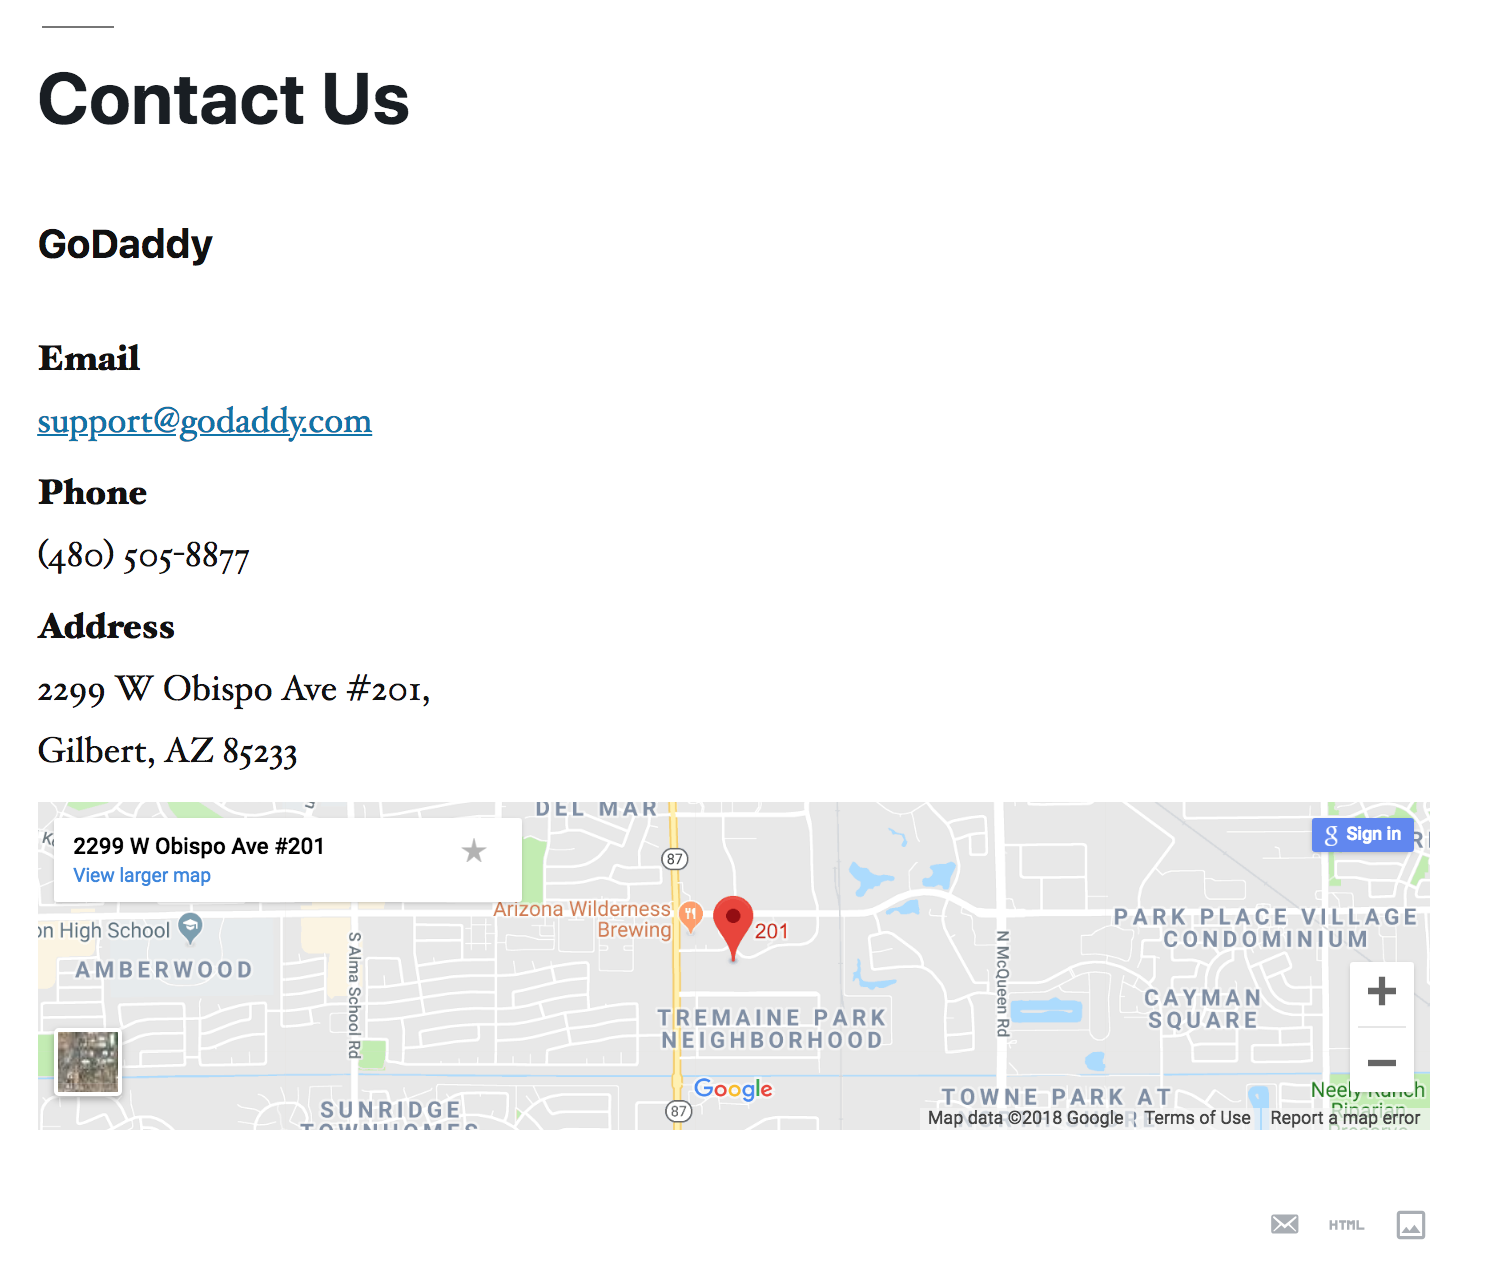 Contact Us
GoDaddy
Email
support@godaddy.com
Phone
(480) 505-8877
Address
2299 W Obispo Ave #201,
Gilbert, AZ 85233
DEL MAR
2299 W Obispo Ave #201
View larger map
Sign in
87
Arizona Wilderness
Brewing
201
on High School
AMBERWOOD
S Alma School Rd
N McQueen Rd
PARK PLACE VILLAGE
CONDOMINIUM
CAYMAN
SQUARE
TREMAINE PARK
NEIGHBORHOOD
Google
87
SUNRIDGE
TOWNHOMES
TOWNE PARK AT
Neely Ranch
Riparian
Map data ©2018 Google
Terms of Use
Report a map error
HTML